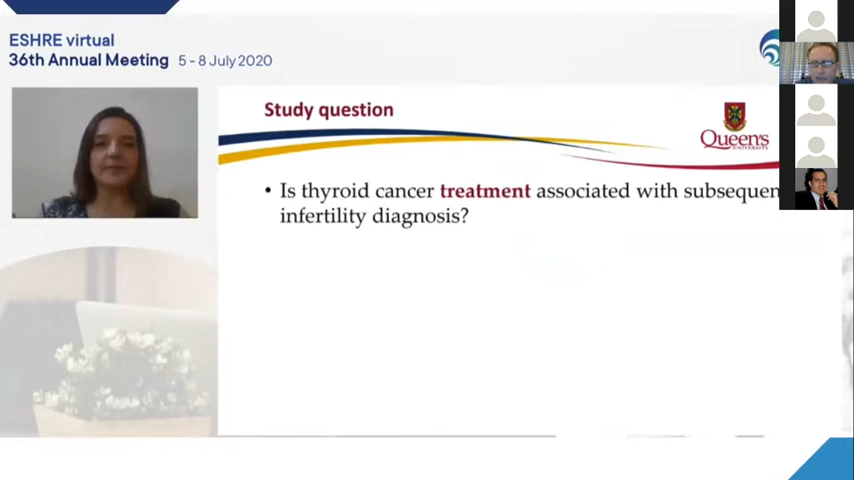 ESHRE virtual
36th Annual Meeting 5 - 8 July 2020
Study question
Queen's
UNIVERSITY
• Is thyroid cancer treatment associated with subsequen
infertility diagnosis?